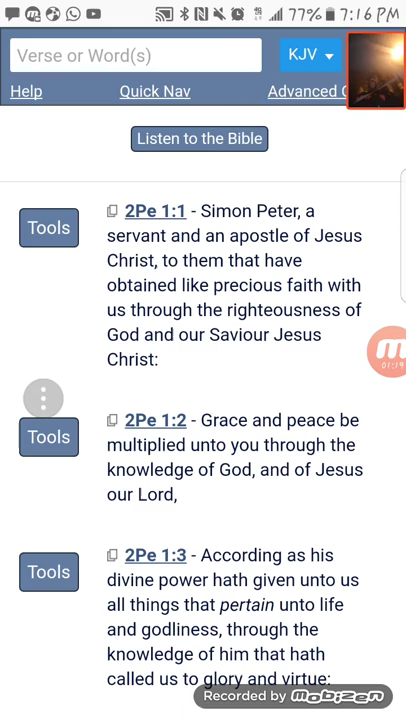 77% 7:16 PM
Verse or Word(s)
KJV
Help Quick Nav Advanced
Listen to the Bible
Tools
2Pe 1:1 - Simon Peter, a
servant and an apostle of Jesus
Christ, to them that have
obtained like precious faith with
us through the righteousness of
God and our Saviour Jesus
Christ:
01:19
Tools
2Pe 1:2 - Grace and peace be
multiplied unto you through the
knowledge of God, and of Jesus
our Lord,
Tools
2Pe 1:3 - According as his
divine power hath given unto us
all things that pertain unto life
and godliness, through the
knowledge of him that hath
called us to glory and virtue:
Recorded by mobizen